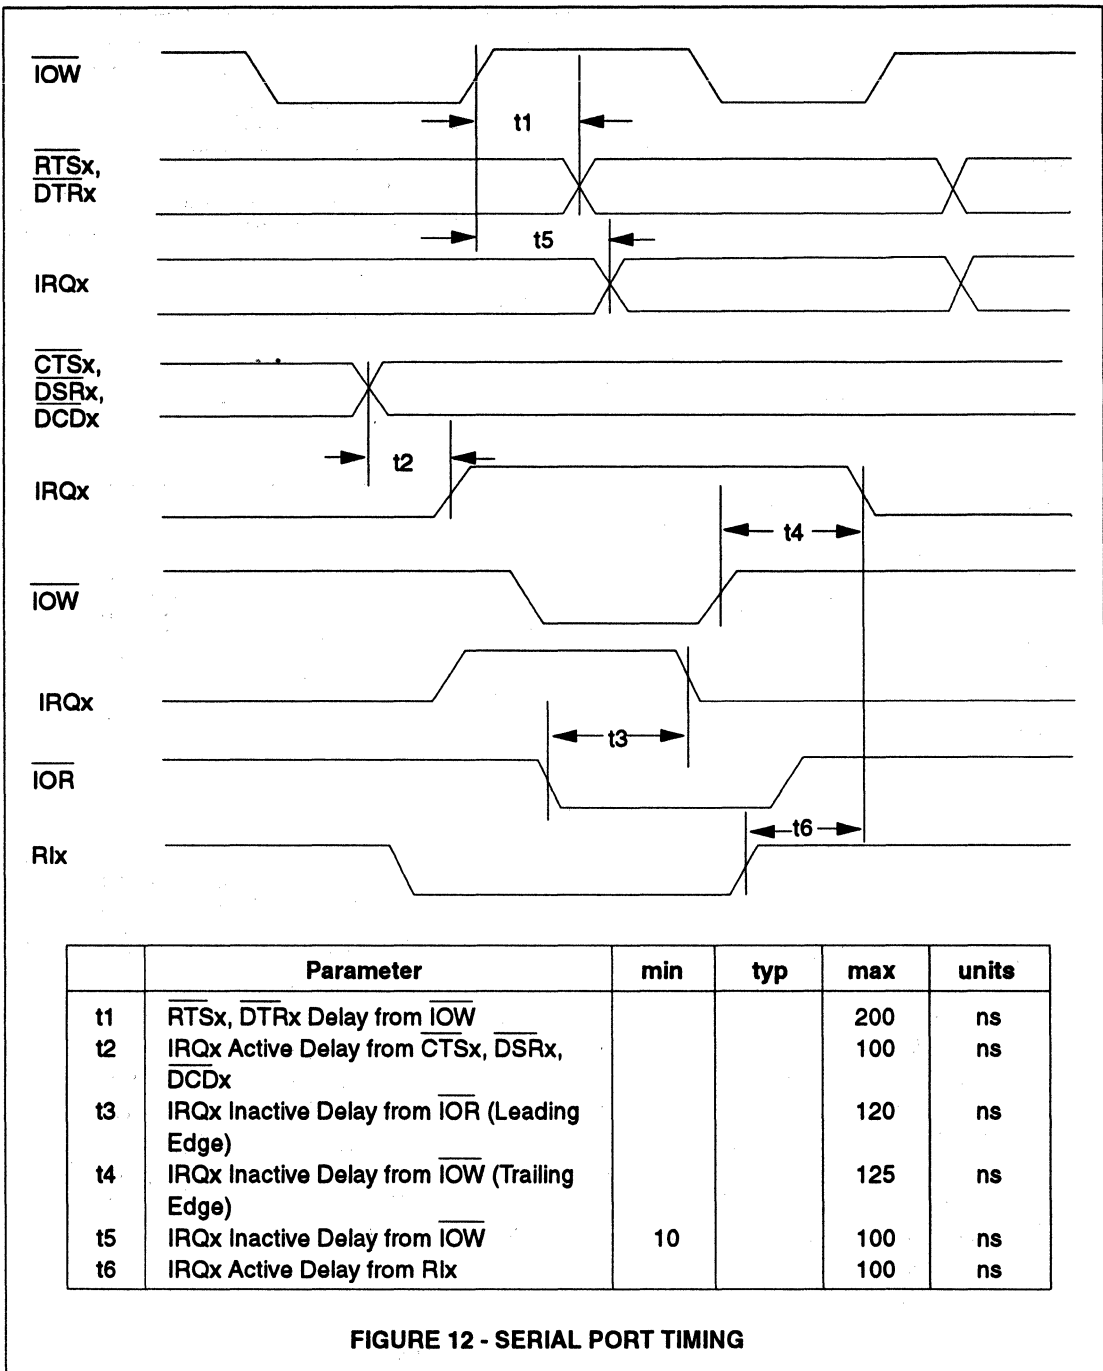 IOW
t1
RTSx,
DTRx
t5
IRQx
CTSx,
DSRx,
DCDx
t2
IRQx
t4
IOW
IRQx
t3
IOR
t6
RIx
Parameter min typ max units
t1 RTSx, DTRx Delay from IOW 200 ns
t2 IRQx Active Delay from CTSx, DSRx, 100 ns
DCDx
t3 IRQx Inactive Delay from IOR (Leading 120 ns
Edge)
t4 IRQx Inactive Delay from IOW (Trailing 125 ns
Edge)
t5 IRQx Inactive Delay from IOW 10 100 ns
t6 IRQx Active Delay from RIx 100 ns
FIGURE 12 - SERIAL PORT TIMING